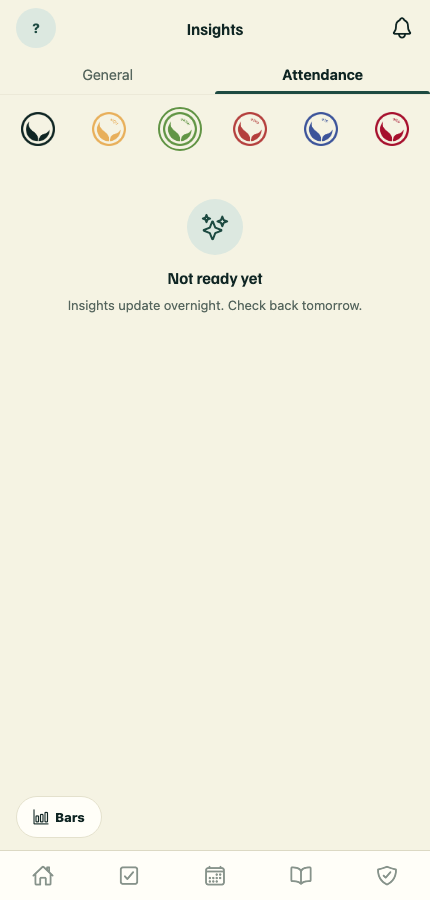 ?
Insights
General
Attendance
Not ready yet
Insights update overnight. Check back tomorrow.
Bars